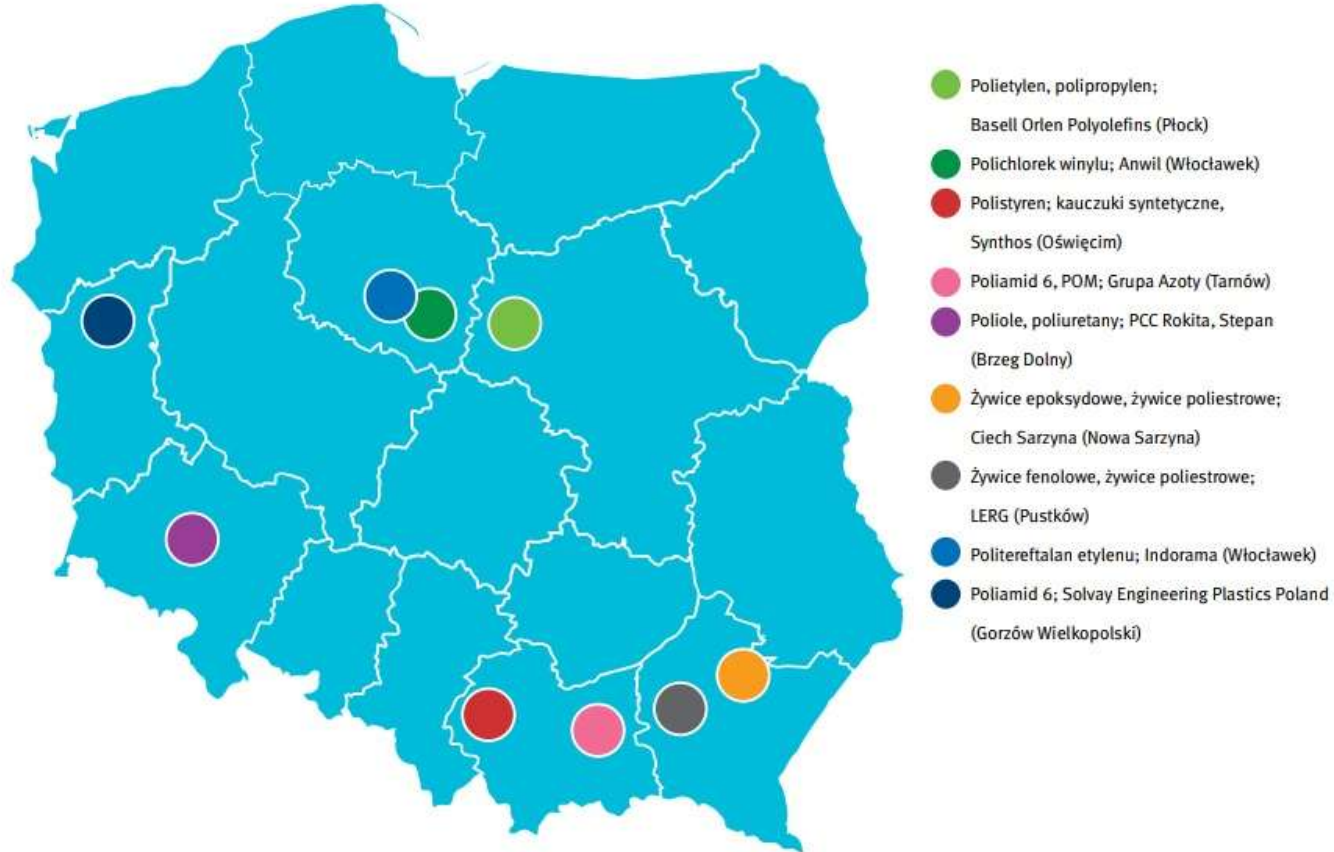 Polietylen, polipropylen;
Basell Orlen Polyolefins (Płock)
Polichlorek winylu; Anwil (Włocławek)
Polistyren; kauczuki syntetyczne,
Synthos (Oświęcim)
Poliamid 6, POM; Grupa Azoty (Tarnów)
Poliole, poliuretany; PCC Rokita, Stepan
(Brzeg Dolny)
Żywice epoksydowe, żywice poliestrowe;
Ciech Sarzyna (Nowa Sarzyna)
Żywice fenolowe, żywice poliestrowe;
LERG (Pustków)
Politereftalan etylenu; Indorama (Włocławek)
Poliamid 6; Solvay Engineering Plastics Poland
(Gorzów Wielkopolski)